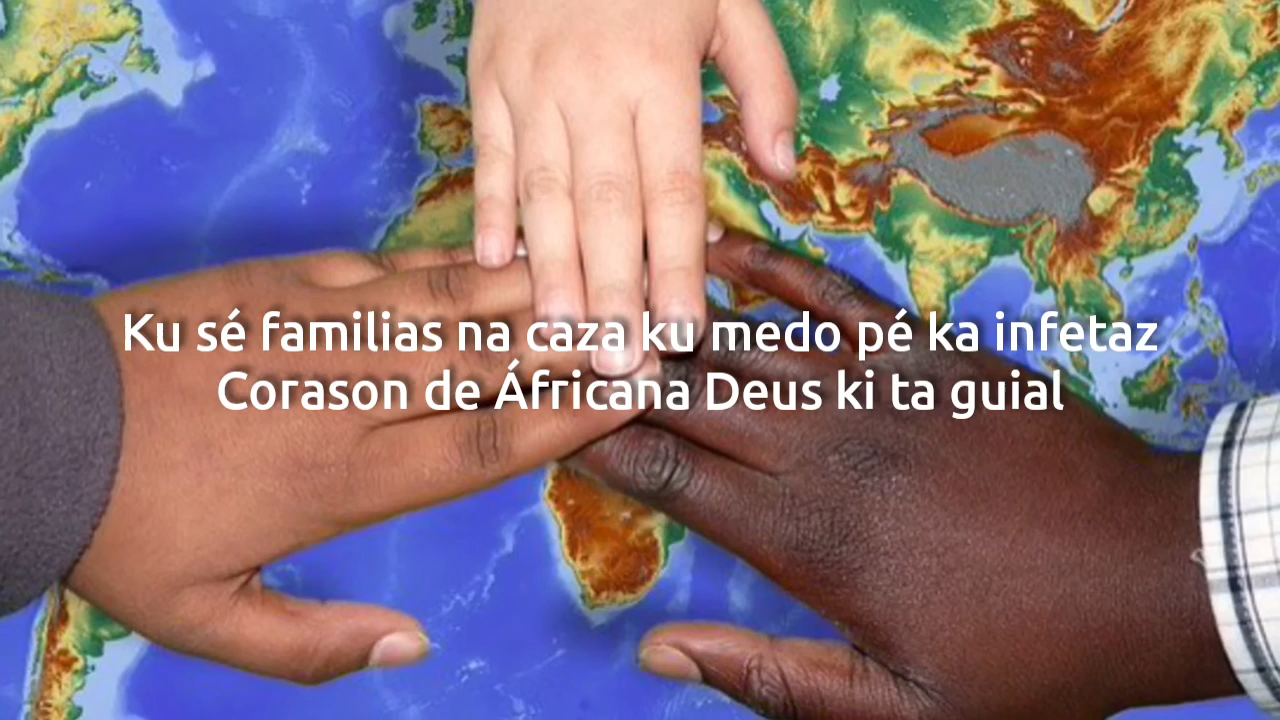 Ku sé familias na caza ku medo pé ka infetaz
Corason de Áfricana Deus ki ta guial